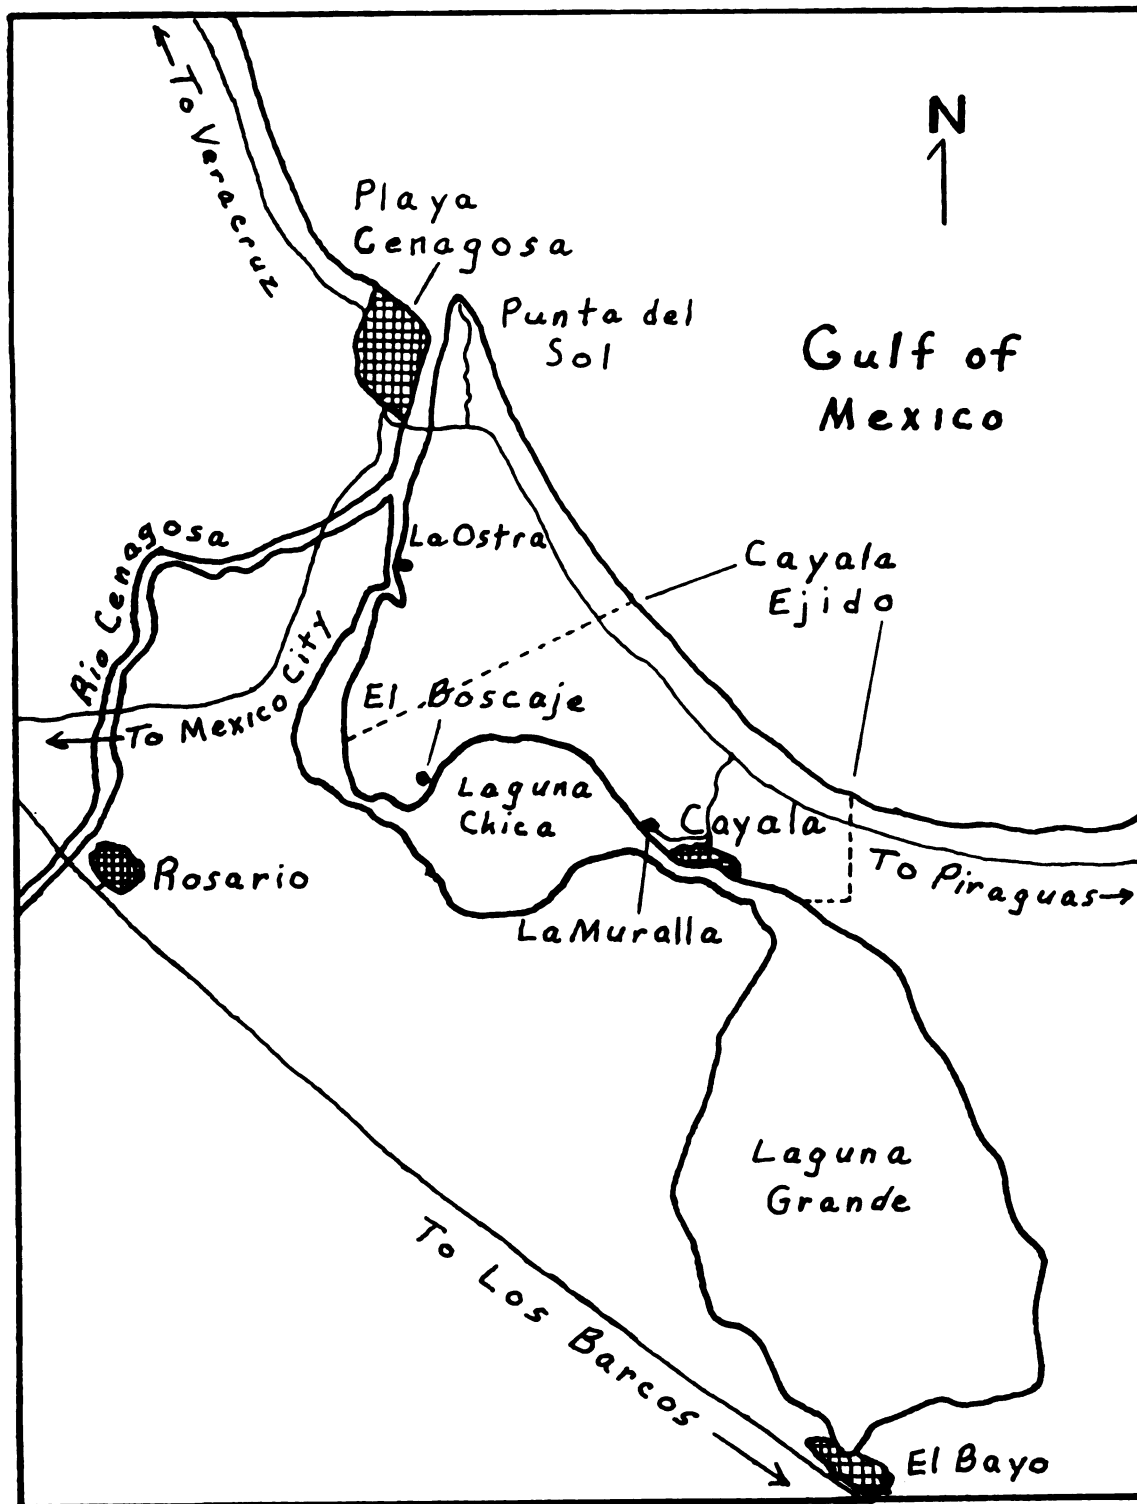 N
To Veracruz
Playa
Cenagosa
Punta del
Sol
Gulf of
Mexico
Río Cenagosa
La Ostra
Cayala
Ejido
To Mexico City
El Boscaje
Laguna
Chica
Cayala
Rosario
To Piraguas
La Muralla
Laguna
Grande
To Los Barcos
El Bayo